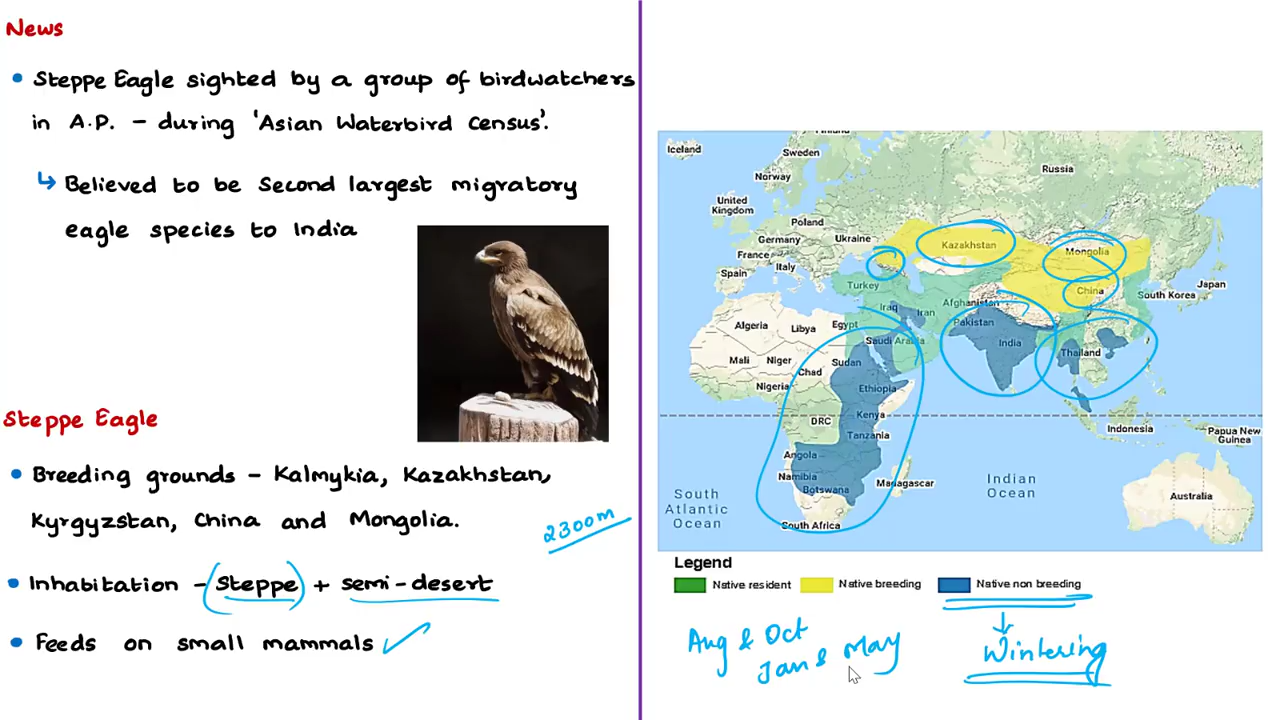 News
• Steppe Eagle sighted by a group of birdwatchers
in A.P. – during 'Asian Waterbird Census'.
↳ Believed to be second largest migratory
eagle species to India
Steppe Eagle
• Breeding grounds – Kalmykia, Kazakhstan,
Kyrgyzstan, China and Mongolia.
2300m
• Inhabitation – (Steppe) + semi-desert
• Feeds on small mammals ✓
Iceland
Finland
Sweden
Russia
Norway
United
Kingdom
Poland
Germany
Ukraine
Kazakhstan
Mongolia
France
Italy
Spain
Turkey
China
Japan
South Korea
Iraq
Iran
Afghanistan
Pakistan
Algeria
Libya
Egypt
Saudi Arabia
India
Thailand
Mali
Niger
Chad
Sudan
Nigeria
Ethiopia
DRC
Kenya
Tanzania
Indonesia
Papua New
Guinea
Angola
Namibia
Botswana
Madagascar
Indian
Ocean
South
Atlantic
Ocean
Australia
South Africa
Legend
Native resident
Native breeding
Native non breeding
Aug & Oct
Jan & May
Wintering